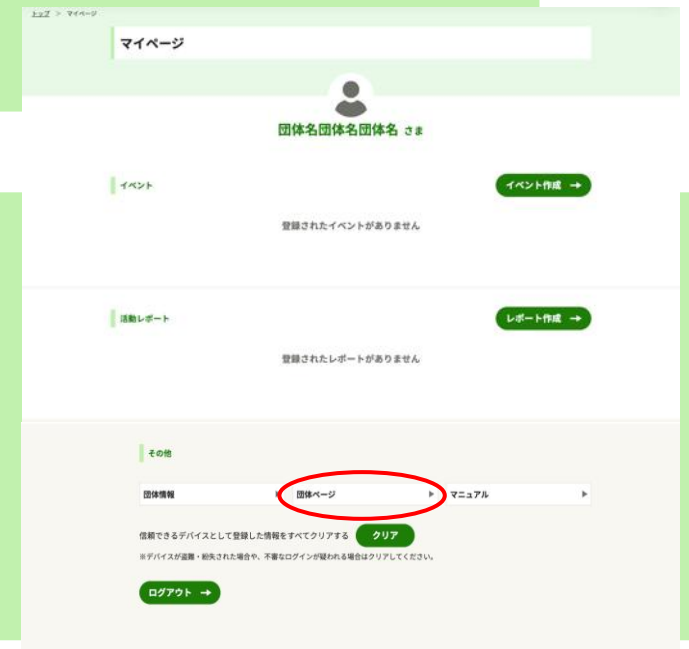 トップ > マイページ
マイページ
団体名団体名団体名 さま
イベント
イベント作成 →
登録されたイベントがありません
活動レポート
レポート作成 →
登録されたレポートがありません
その他
団体情報 ▶ 団体ページ ▶ マニュアル ▶
信頼できるデバイスとして登録した情報をすべてクリアする クリア
※デバイスが盗難・紛失された場合や、不審なログインが疑われる場合はクリアしてください。
ログアウト →